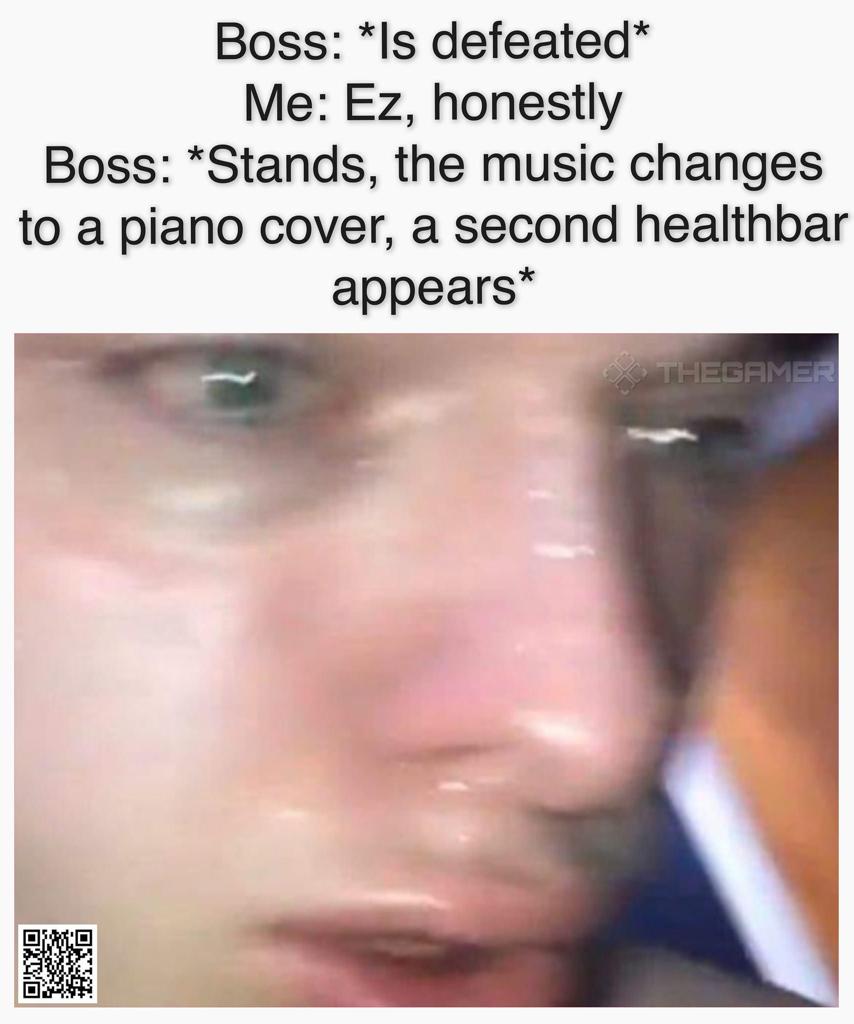 Boss: *Is defeated*
Me: Ez, honestly
Boss: *Stands, the music changes
to a piano cover, a second healthbar
appears*
THEGAMER